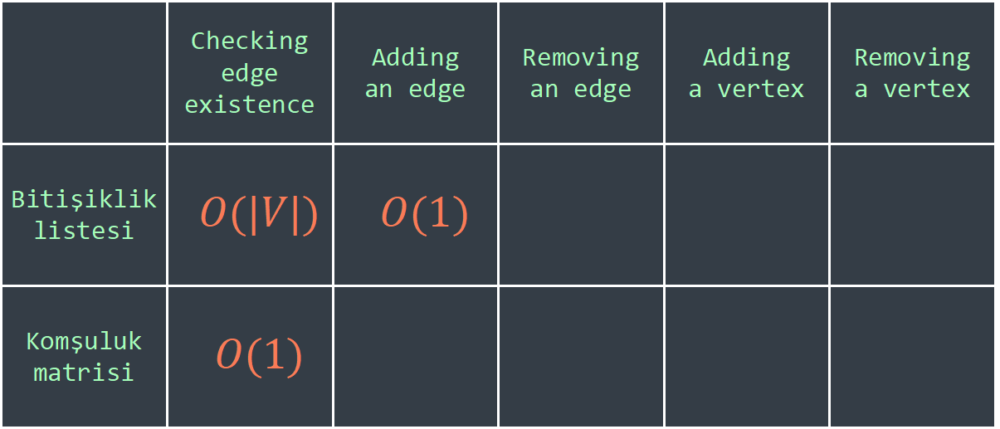 Checking
edge
existence
Adding
an edge
Removing
an edge
Adding
a vertex
Removing
a vertex
Bitişiklik
listesi
O(|V|)
O(1)
Komşuluk
matrisi
O(1)